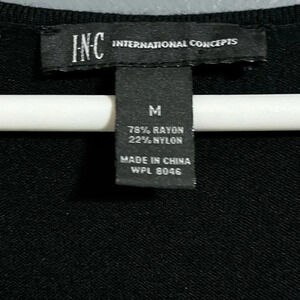 I·N·C INTERNATIONAL CONCEPTS
M
78% RAYON
22% NYLON
MADE IN CHINA
WPL 8046